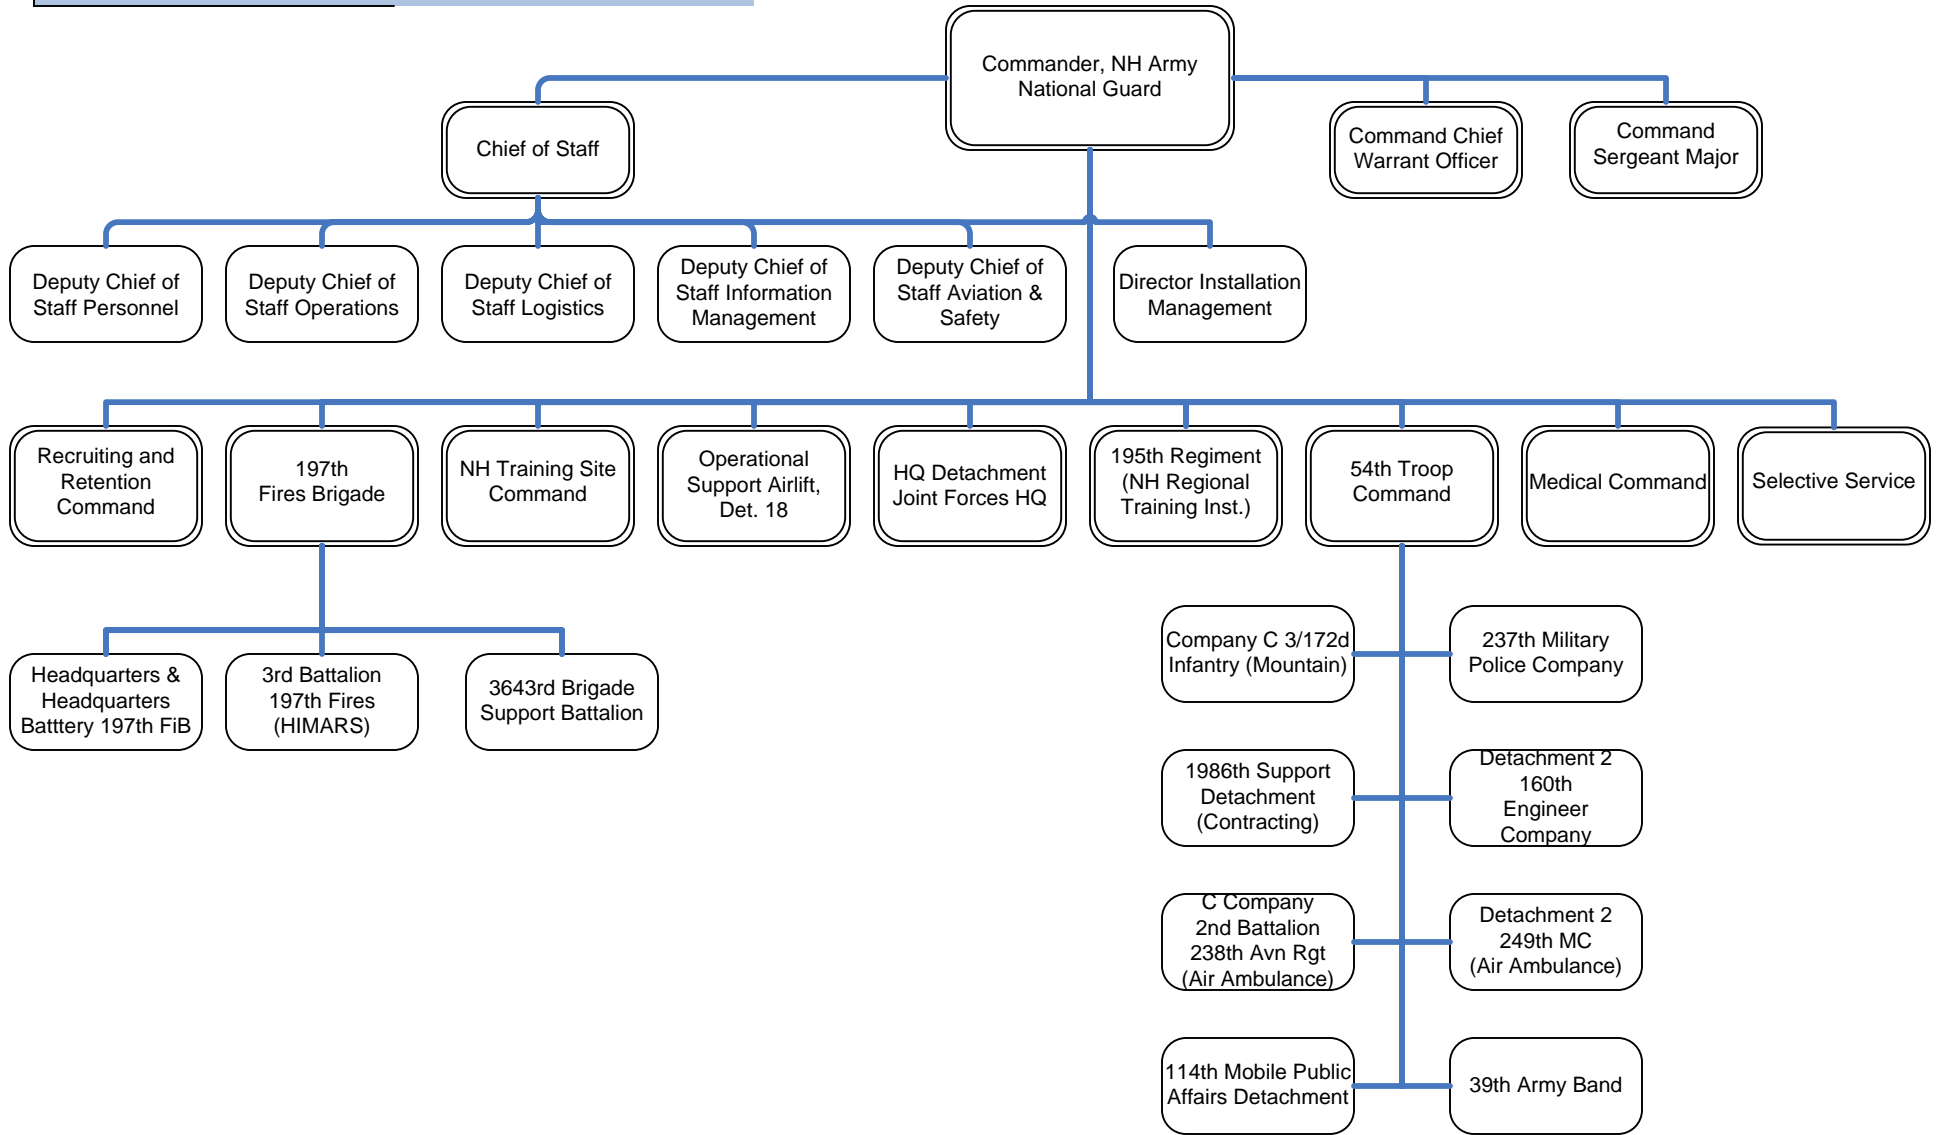 Commander, NH Army
National Guard
Chief of Staff
Command Chief
Warrant Officer
Command
Sergeant Major
Deputy Chief of
Staff Personnel
Deputy Chief of
Staff Operations
Deputy Chief of
Staff Logistics
Deputy Chief of
Staff Information
Management
Deputy Chief of
Staff Aviation &
Safety
Director Installation
Management
Recruiting and
Retention
Command
197th
Fires Brigade
NH Training Site
Command
Operational
Support Airlift,
Det. 18
HQ Detachment
Joint Forces HQ
195th Regiment
(NH Regional
Training Inst.)
54th Troop
Command
Medical Command
Selective Service
Headquarters &
Headquarters
Batttery 197th FiB
3rd Battalion
197th Fires
(HIMARS)
3643rd Brigade
Support Battalion
Company C 3/172d
Infantry (Mountain)
237th Military
Police Company
1986th Support
Detachment
(Contracting)
Detachment 2
160th
Engineer
Company
C Company
2nd Battalion
238th Avn Rgt
(Air Ambulance)
Detachment 2
249th MC
(Air Ambulance)
114th Mobile Public
Affairs Detachment
39th Army Band